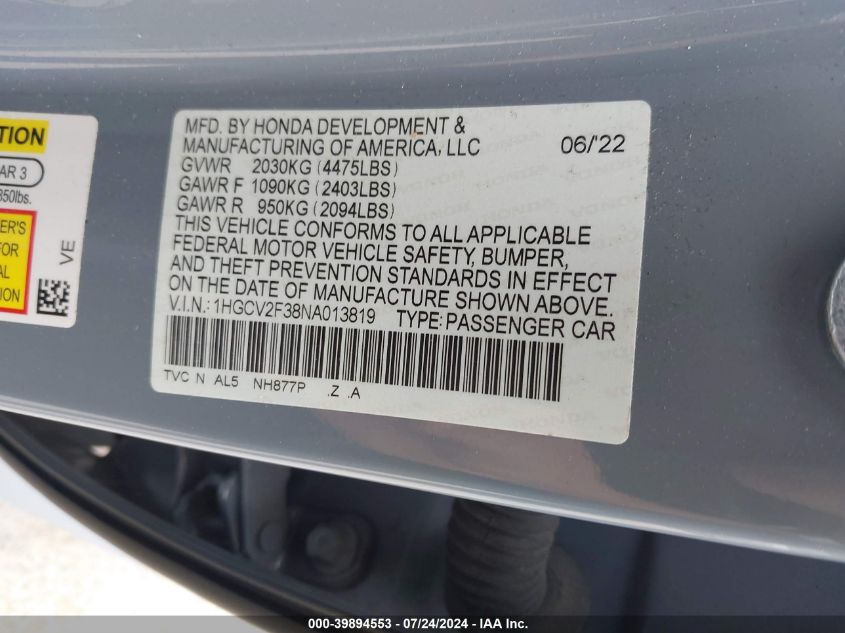 TION
AR 3
350lbs.
ER'S
FOR
AL
TION
VE
MFD. BY HONDA DEVELOPMENT &
MANUFACTURING OF AMERICA, LLC 06/'22
GVWR 2030KG (4475LBS)
GAWR F 1090KG (2403LBS)
GAWR R 950KG (2094LBS)
THIS VEHICLE CONFORMS TO ALL APPLICABLE
FEDERAL MOTOR VEHICLE SAFETY, BUMPER,
AND THEFT PREVENTION STANDARDS IN EFFECT
ON THE DATE OF MANUFACTURE SHOWN ABOVE.
V.I.N.: 1HGCV2F38NA013819 TYPE: PASSENGER CAR
TVC N AL5 NH877P .Z .A
000-39894553 - 07/24/2024 - IAA, Inc.